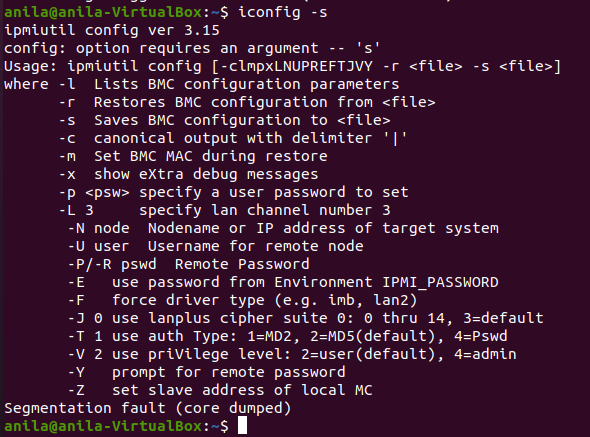 anila@anila-VirtualBox:~$ iconfig -s
ipmiutil config ver 3.15
config: option requires an argument -- 's'
Usage: ipmiutil config [-clmpxLNUPREFTJVY -r <file> -s <file>]
where -l  Lists BMC configuration parameters
      -r  Restores BMC configuration from <file>
      -s  Saves BMC configuration to <file>
      -c  canonical output with delimiter '|'
      -m  Set BMC MAC during restore
      -x  show eXtra debug messages
      -p <psw> specify a user password to set
      -L 3     specify lan channel number 3
       -N node  Nodename or IP address of target system
       -U user  Username for remote node
       -P/-R pswd  Remote Password
       -E   use password from Environment IPMI_PASSWORD
       -F   force driver type (e.g. imb, lan2)
       -J 0 use lanplus cipher suite 0: 0 thru 14, 3=default
       -T 1 use auth Type: 1=MD2, 2=MD5(default), 4=Pswd
       -V 2 use priVilege level: 2=user(default), 4=admin
       -Y   prompt for remote password
       -Z   set slave address of local MC
Segmentation fault (core dumped)
anila@anila-VirtualBox:~$